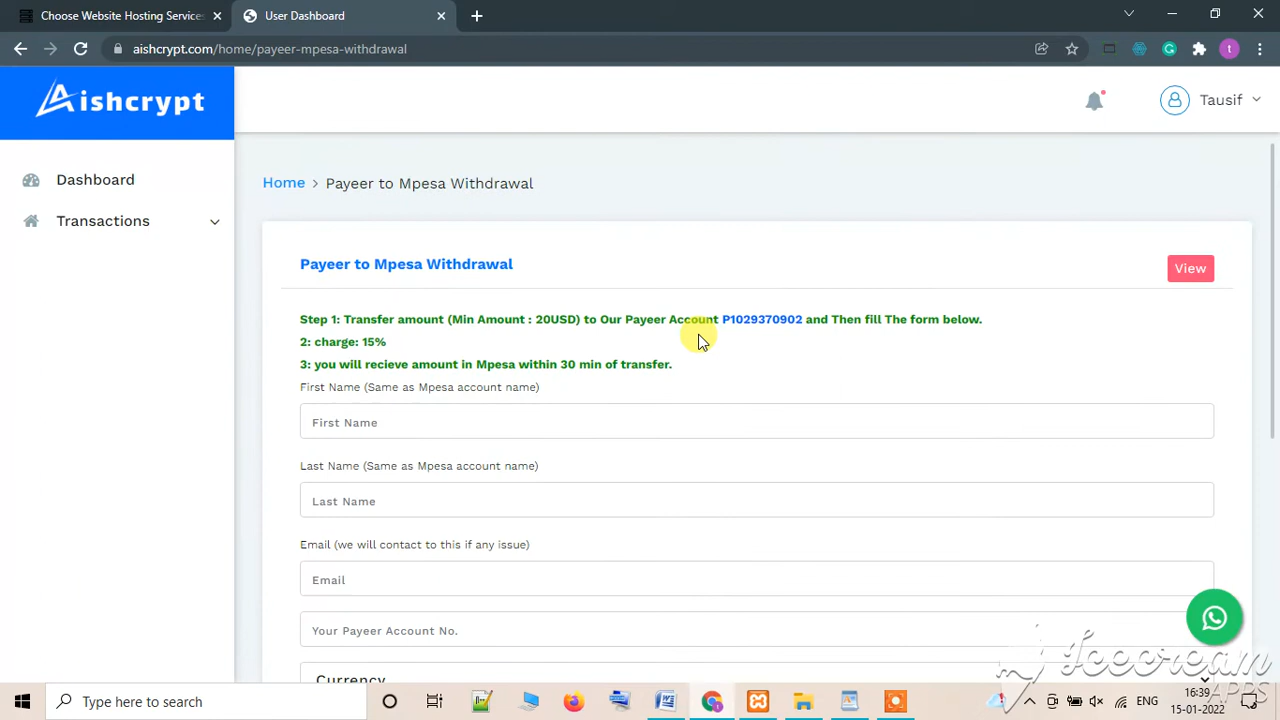 Choose Website Hosting Services
User Dashboard
aishcrypt.com/home/payeer-mpesa-withdrawal
t
Aishcrypt
Tausif
Dashboard
Transactions
Home > Payeer to Mpesa Withdrawal
Payeer to Mpesa Withdrawal
View
Step 1: Transfer amount (Min Amount : 20USD) to Our Payeer Account P1029370902 and Then fill The form below.
2: charge: 15%
3: you will recieve amount in Mpesa within 30 min of transfer.
First Name (Same as Mpesa account name)
First Name
Last Name (Same as Mpesa account name)
Last Name
Email (we will contact to this if any issue)
Email
Your Payeer Account No.
Currency
Icecream
APPS
Type here to search
ENG
16:39
15-01-2022